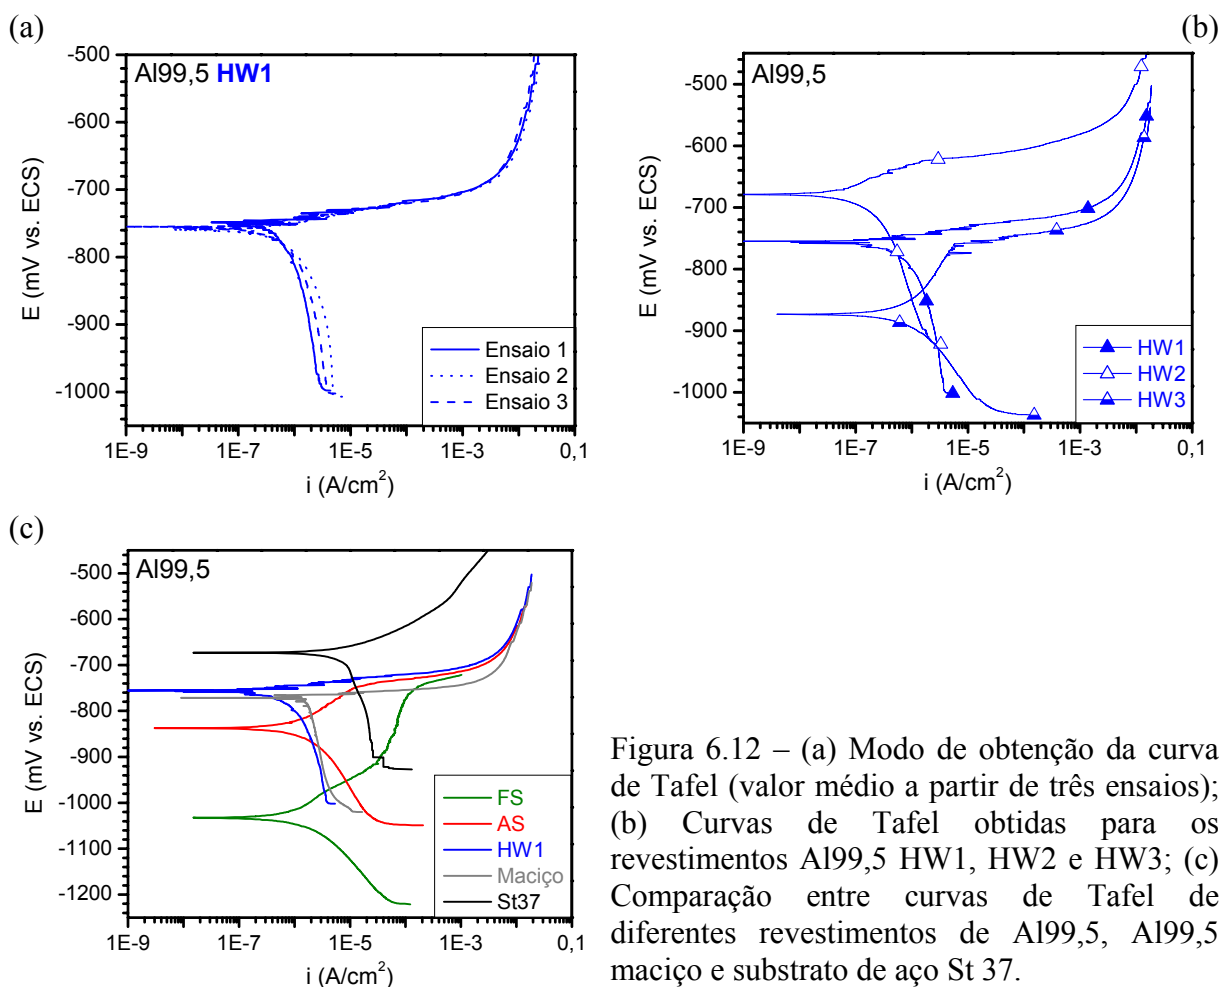 (a)
-500
-600
-700
-800
-900
-1000
E (mV vs. ECS)
Al99,5 HW1
Ensaio 1
Ensaio 2
Ensaio 3
1E-9 1E-7 1E-5 1E-3 0,1
i (A/cm²)
(b)
-500
-600
-700
-800
-900
-1000
E (mV vs. ECS)
Al99,5
HW1
HW2
HW3
1E-9 1E-7 1E-5 1E-3 0,1
i (A/cm²)
(c)
-500
-600
-700
-800
-900
-1000
-1100
-1200
E (mV vs. ECS)
Al99,5
FS
AS
HW1
Maciço
St37
1E-9 1E-7 1E-5 1E-3 0,1
i (A/cm²)
Figura 6.12 – (a) Modo de obtenção da curva
de Tafel (valor médio a partir de três ensaios);
(b) Curvas de Tafel obtidas para os
revestimentos Al99,5 HW1, HW2 e HW3; (c)
Comparação entre curvas de Tafel de
diferentes revestimentos de Al99,5, Al99,5
maciço e substrato de aço St 37.